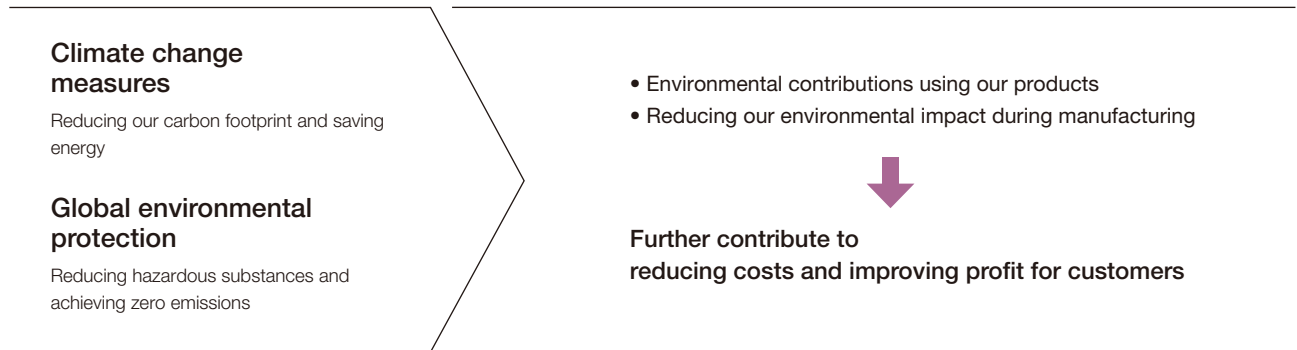 Climate change
measures
Reducing our carbon footprint and saving
energy
Global environmental
protection
Reducing hazardous substances and
achieving zero emissions
• Environmental contributions using our products
• Reducing our environmental impact during manufacturing
Further contribute to
reducing costs and improving profit for customers